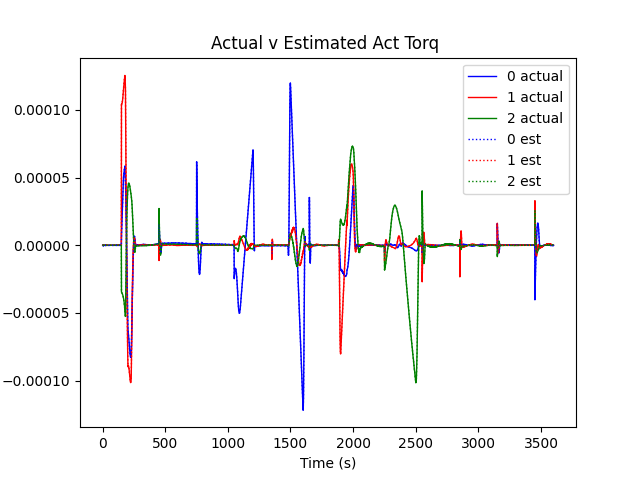 Actual v Estimated Act Torq
0 actual
1 actual
2 actual
0 est
1 est
2 est
0.00010
0.00005
0.00000
−0.00005
−0.00010
0 500 1000 1500 2000 2500 3000 3500
Time (s)